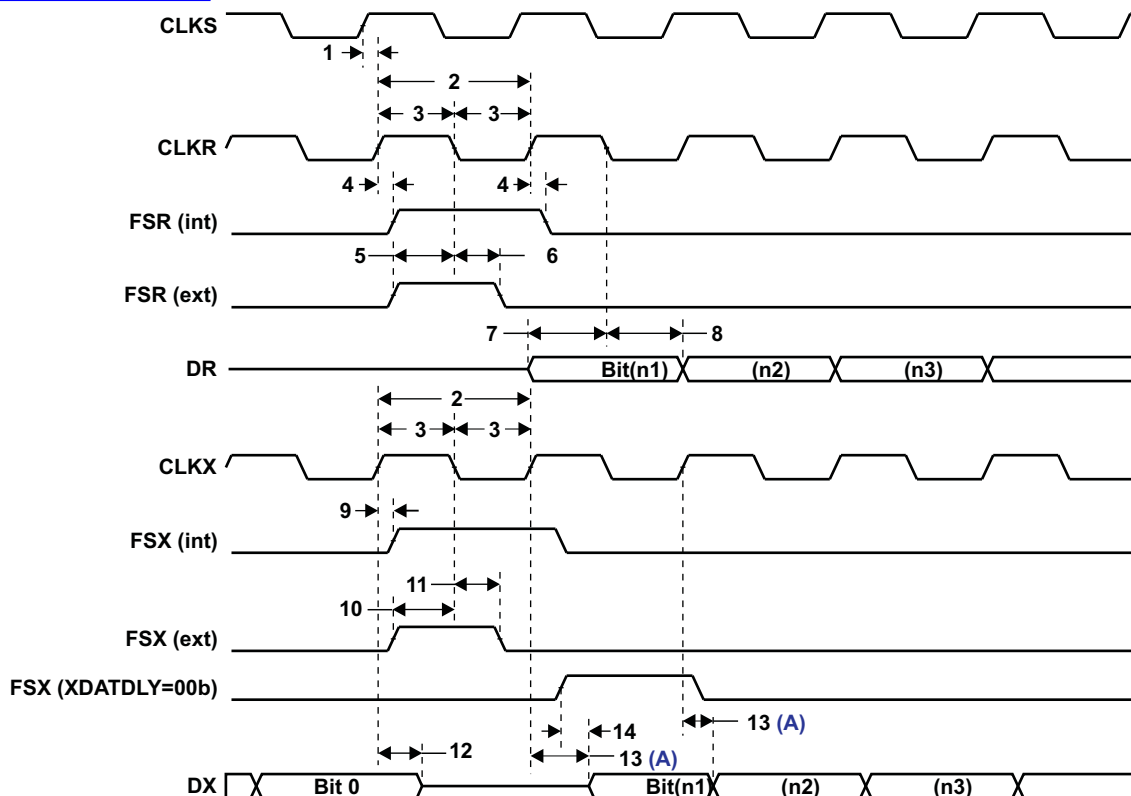 CLKS
1
2
3 3
CLKR
4 4
FSR (int)
5 6
FSR (ext)
7 8
DR Bit(n1) (n2) (n3)
2
3 3
CLKX
9
FSX (int)
11
10
FSX (ext)
FSX (XDATDLY=00b)
13 (A)
14
12 13 (A)
DX Bit 0 Bit(n1) (n2) (n3)